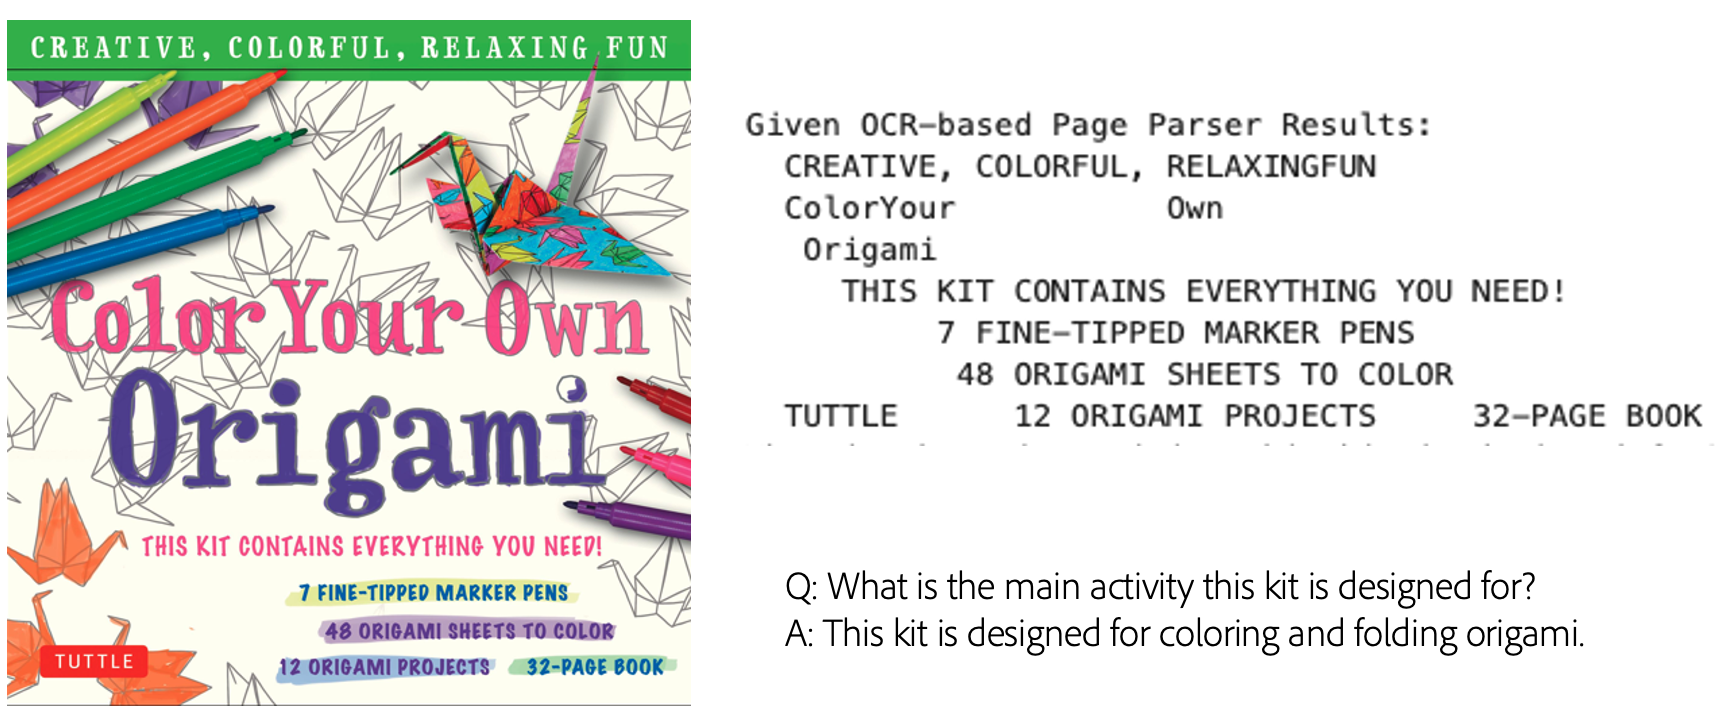 CREATIVE, COLORFUL, RELAXING FUN
Color Your Own
Origami
THIS KIT CONTAINS EVERYTHING YOU NEED!
7 FINE-TIPPED MARKER PENS
48 ORIGAMI SHEETS TO COLOR
12 ORIGAMI PROJECTS 32-PAGE BOOK
TUTTLE
Given OCR-based Page Parser Results:
CREATIVE, COLORFUL, RELAXINGFUN
ColorYour Own
Origami
THIS KIT CONTAINS EVERYTHING YOU NEED!
7 FINE-TIPPED MARKER PENS
48 ORIGAMI SHEETS TO COLOR
TUTTLE 12 ORIGAMI PROJECTS 32-PAGE BOOK
Q: What is the main activity this kit is designed for?
A: This kit is designed for coloring and folding origami.